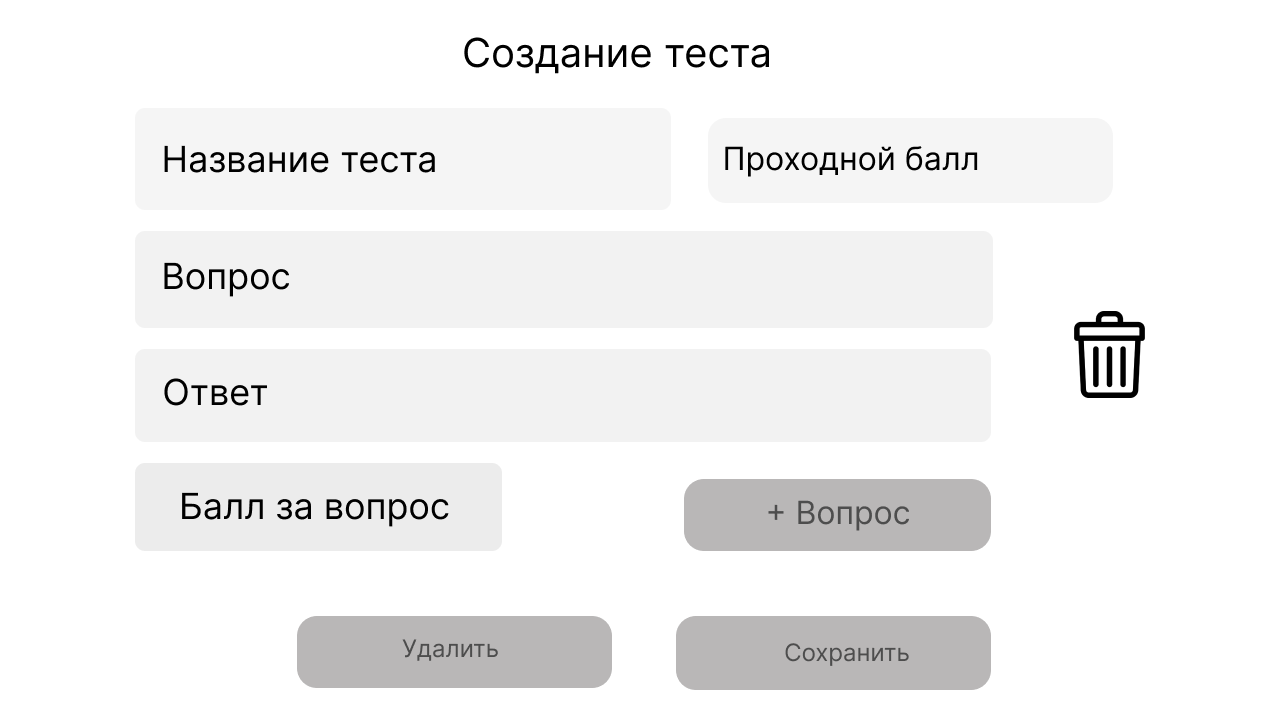 Создание теста
Название теста
Проходной балл
Вопрос
Ответ
Балл за вопрос
+ Вопрос
Удалить
Сохранить